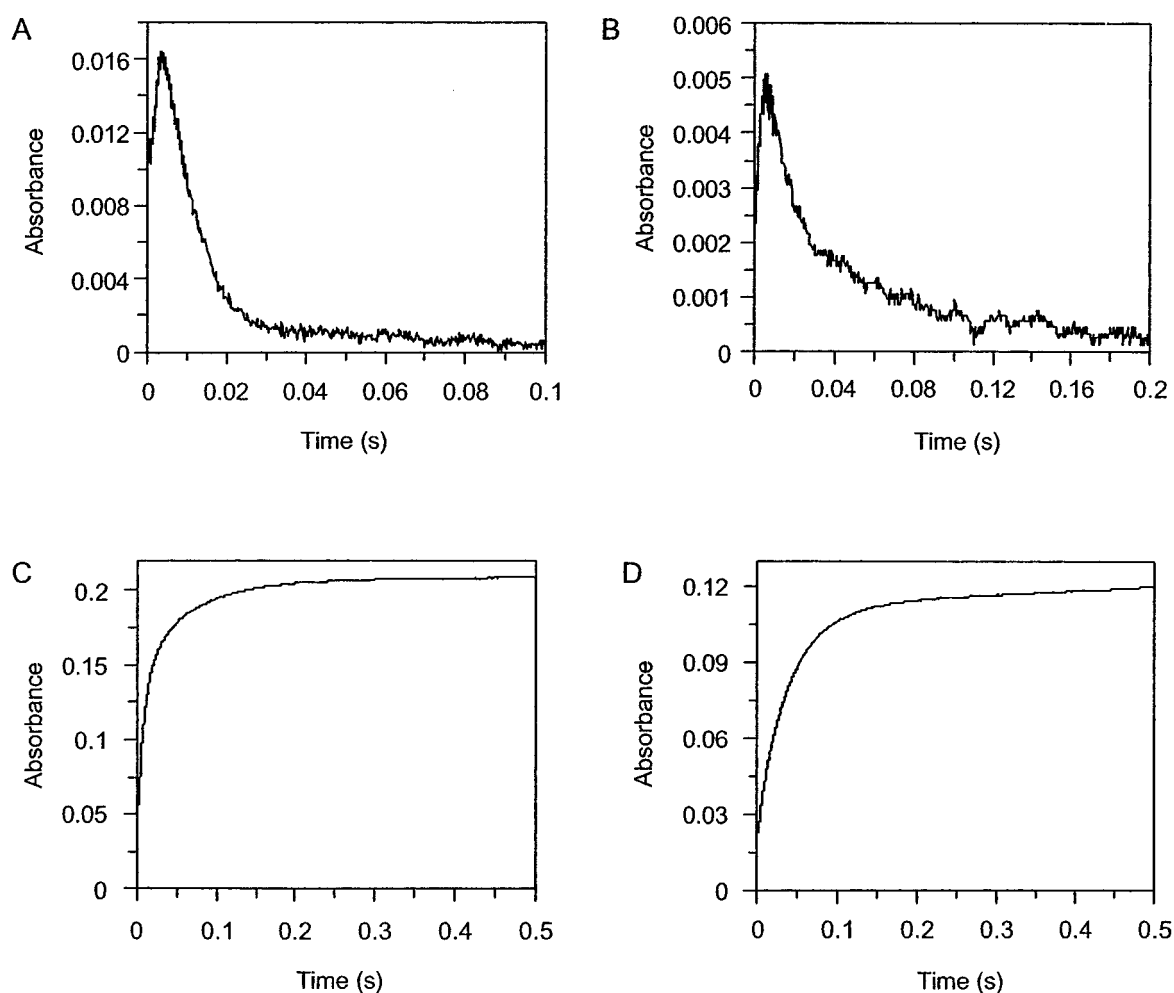 A
Absorbance
0.016
0.012
0.008
0.004
0
0 0.02 0.04 0.06 0.08 0.1
Time (s)
B
Absorbance
0.006
0.005
0.004
0.003
0.002
0.001
0
0 0.04 0.08 0.12 0.16 0.2
Time (s)
C
Absorbance
0.2
0.15
0.1
0.05
0
0 0.1 0.2 0.3 0.4 0.5
Time (s)
D
Absorbance
0.12
0.09
0.06
0.03
0
0 0.1 0.2 0.3 0.4 0.5
Time (s)